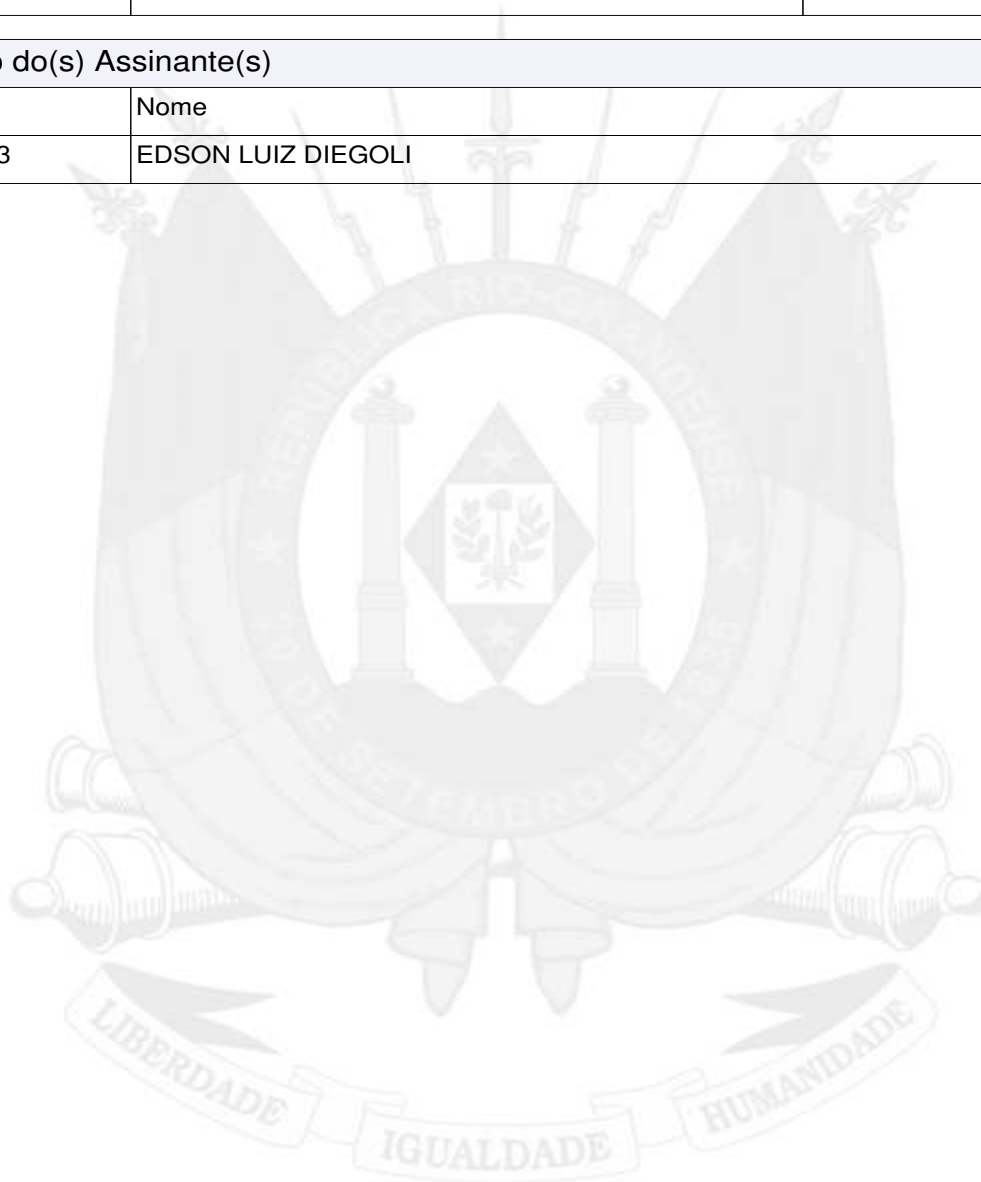 o do(s) Assinante(s)
Nome
3 EDSON LUIZ DIEGOLI
REPUBLICA RIO-GRANDENSE
20 DE SETEMBRO DE 1835
LIBERDADE IGUALDADE HUMANIDADE